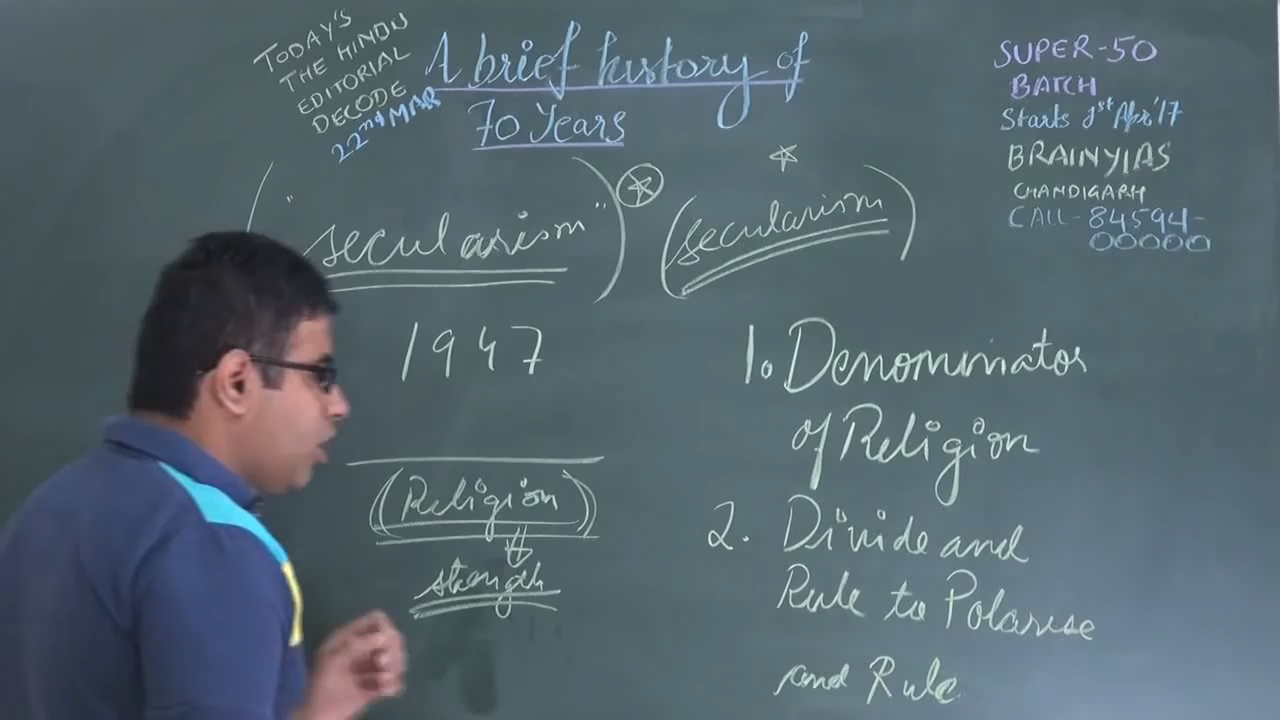 TODAY'S
THE HINDU
EDITORIAL
DECODE
22nd MAR
A brief history of
70 Years
SUPER-50
BATCH
Starts 1st Apr'17
BRAINYIAS
CHANDIGARH
CALL-84594-
00000
"secularism"
(secularism)
1947
(Religion)
strength
1. Denominator
of Religion
2. Divide and
Rule to Polarise
and Rule